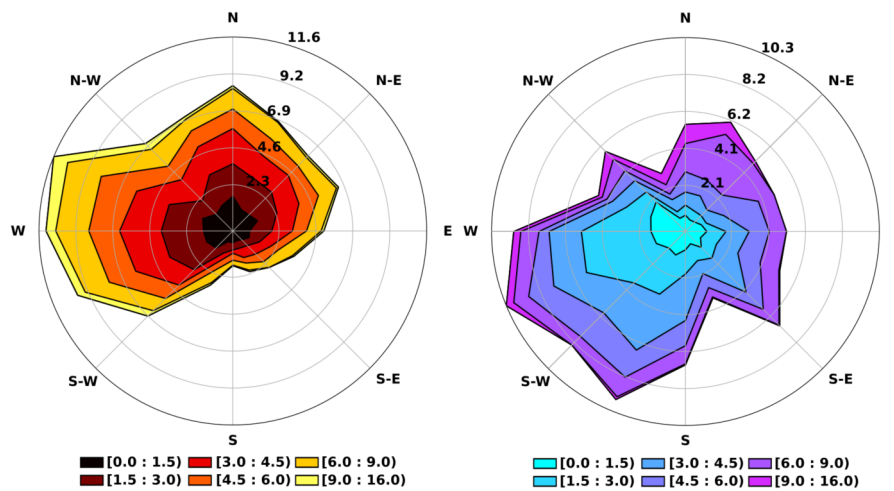 N
N
11.6
10.3
9.2
8.2
N-W
N-E
N-W
N-E
6.9
6.2
4.6
4.1
2.3
2.1
W
E
W
S-W
S-E
S-W
S-E
S
S
[0.0 : 1.5) [3.0 : 4.5) [6.0 : 9.0)
[1.5 : 3.0) [4.5 : 6.0) [9.0 : 16.0)
[0.0 : 1.5) [3.0 : 4.5) [6.0 : 9.0)
[1.5 : 3.0) [4.5 : 6.0) [9.0 : 16.0)